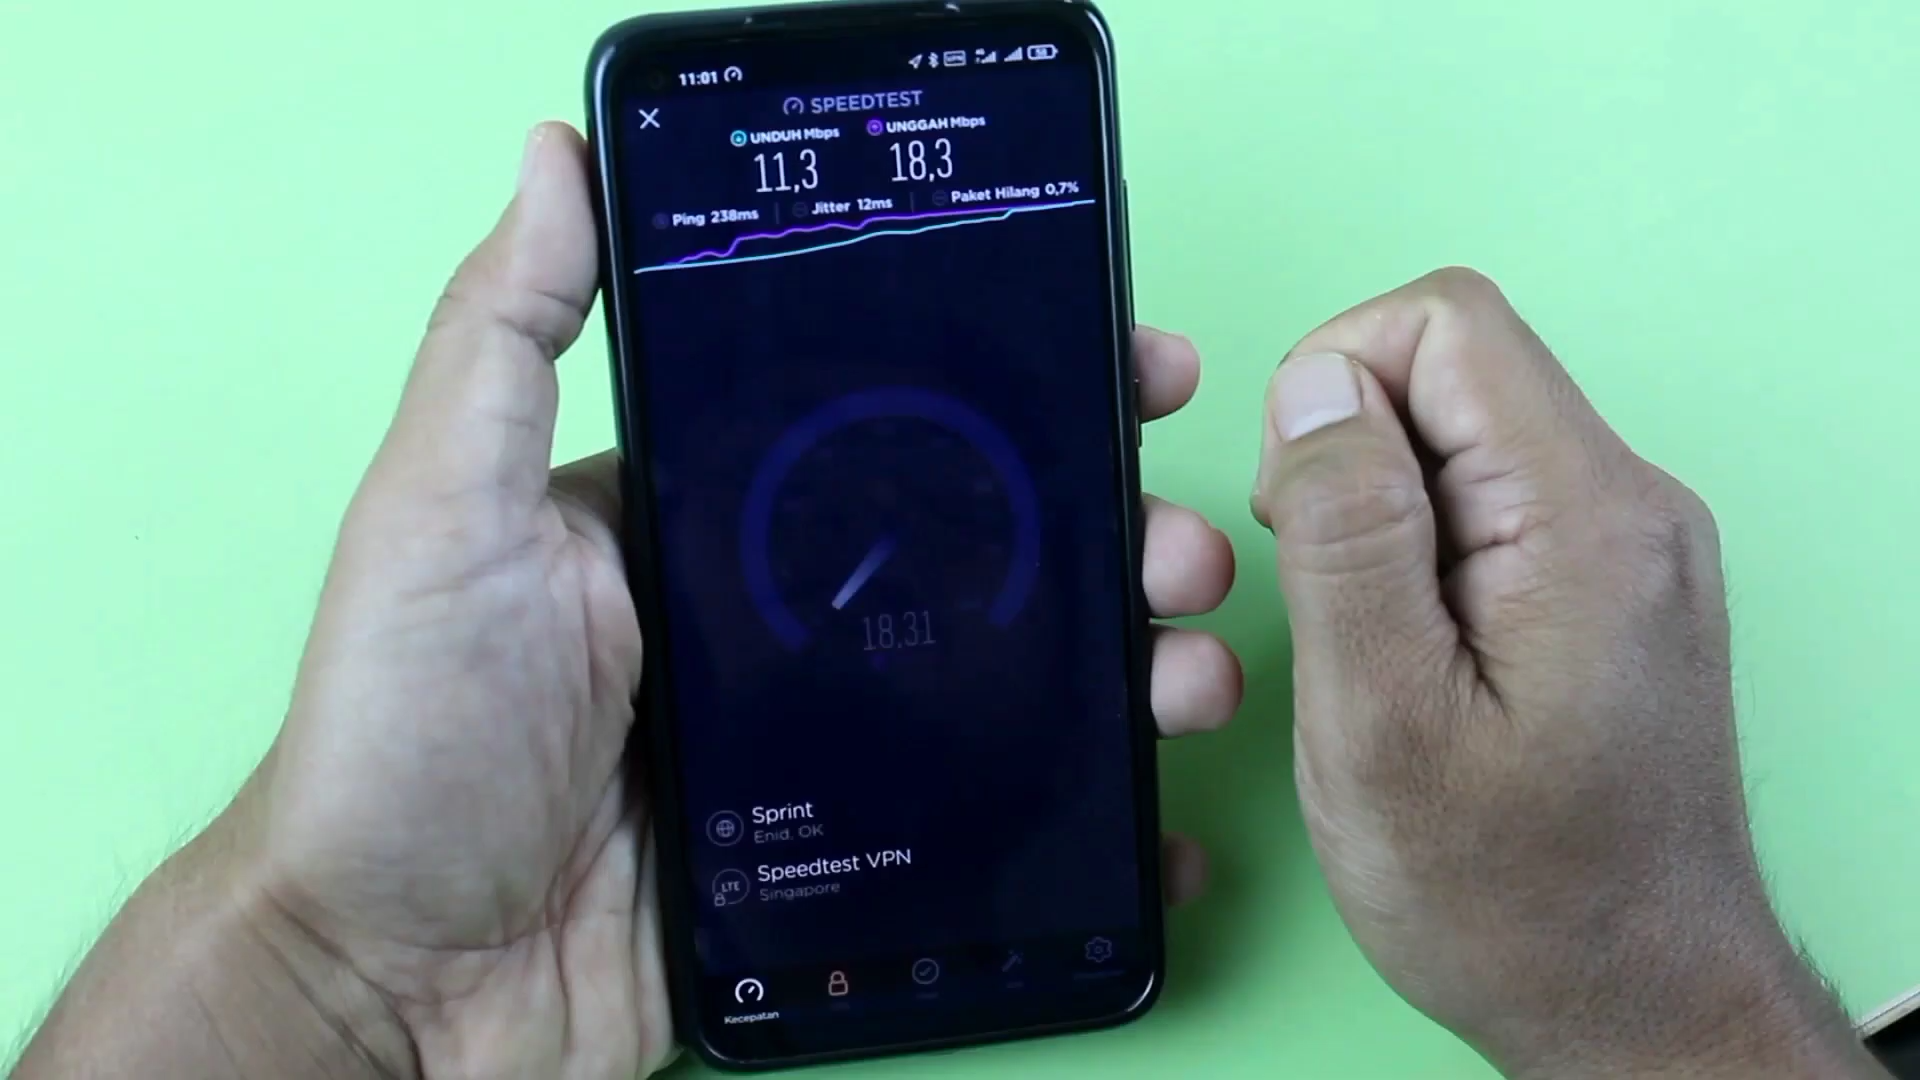 11:01
SPEEDTEST
UNDUH Mbps UNGGAH Mbps
11,3 18,3
Ping 238ms Jitter 12ms Paket Hilang 0,7%
18.31
Sprint
Enid, OK
LTE
Speedtest VPN
Singapore
Kecepatan